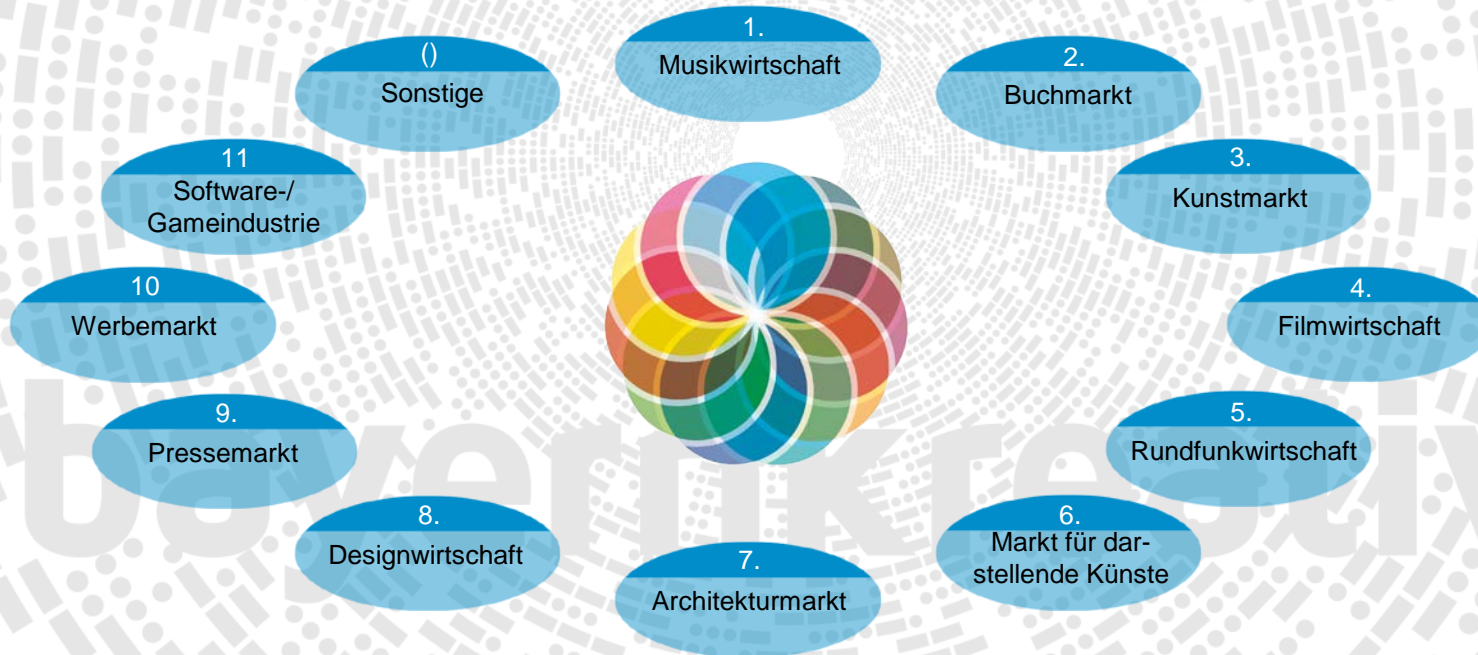 1.
Musikwirtschaft
2.
Buchmarkt
3.
Kunstmarkt
4.
Filmwirtschaft
5.
Rundfunkwirtschaft
6.
Markt für dar-
stellende Künste
7.
Architekturmarkt
8.
Designwirtschaft
9.
Pressemarkt
10
Werbemarkt
11
Software-/
Gameindustrie
()
Sonstige
bayernkreativ